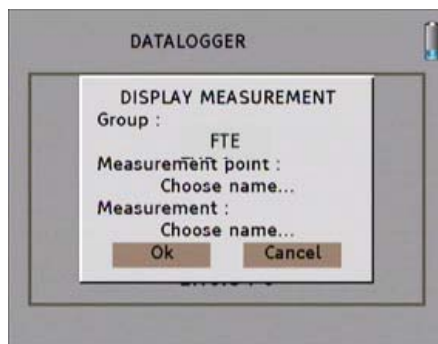 DATALOGGER
DISPLAY MEASUREMENT
Group :
FTE
Measurement point :
Choose name...
Measurement :
Choose name...
Ok Cancel